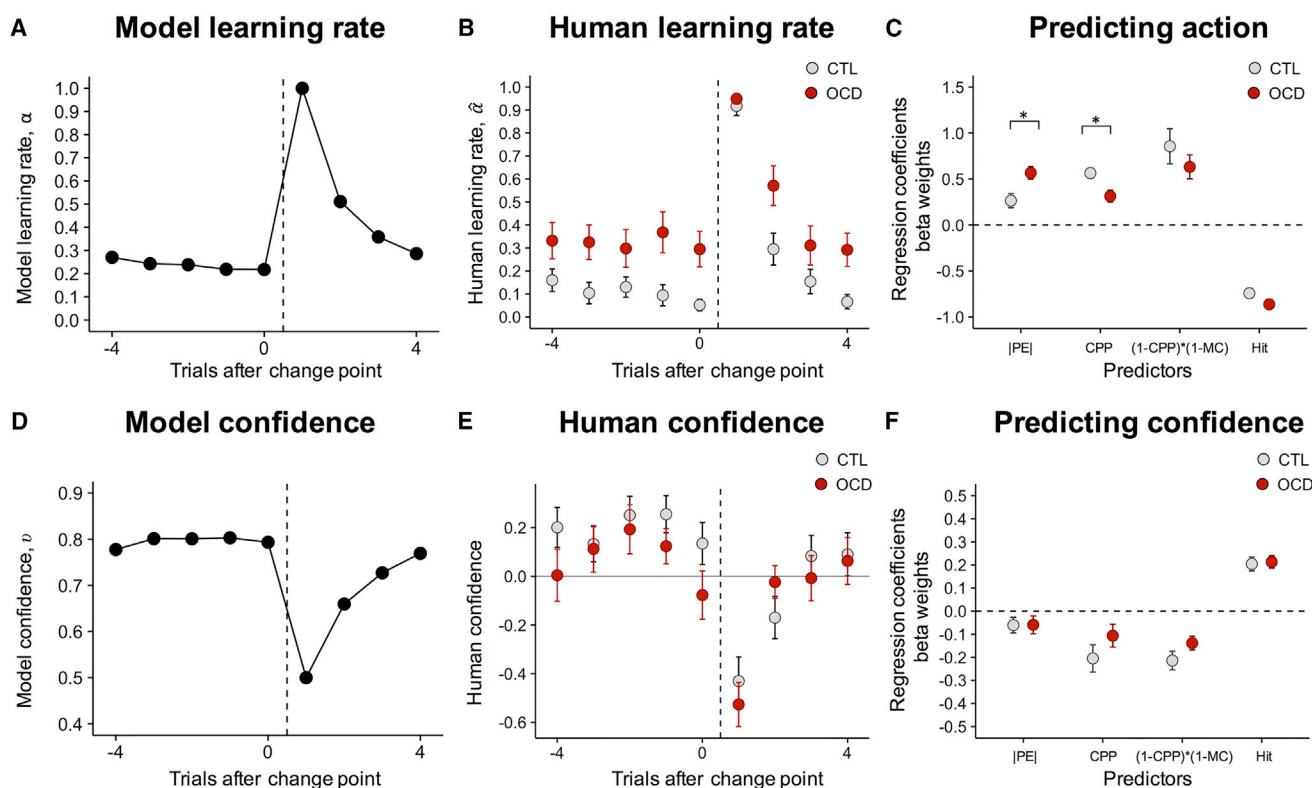 A
Model learning rate
Model learning rate, α
1.0
0.9
0.8
0.7
0.6
0.5
0.4
0.3
0.2
0.1
0.0
-4
0
4
Trials after change point
B
Human learning rate
CTL
OCD
Human learning rate, α̂
1.0
0.9
0.8
0.7
0.6
0.5
0.4
0.3
0.2
0.1
0.0
-4
0
4
Trials after change point
C
Predicting action
CTL
OCD
Regression coefficients
beta weights
1.5
1.0
0.5
0.0
-0.5
-1.0
*
*
|PE|
CPP
(1-CPP)*(1-MC)
Hit
Predictors
D
Model confidence
Model confidence, υ
0.9
0.8
0.7
0.6
0.5
0.4
-4
0
4
Trials after change point
E
Human confidence
CTL
OCD
Human confidence
0.2
0.0
-0.2
-0.4
-0.6
-4
0
4
Trials after change point
F
Predicting confidence
CTL
OCD
Regression coefficients
beta weights
0.5
0.4
0.3
0.2
0.1
0.0
-0.1
-0.2
-0.3
-0.4
-0.5
|PE|
CPP
(1-CPP)*(1-MC)
Hit
Predictors